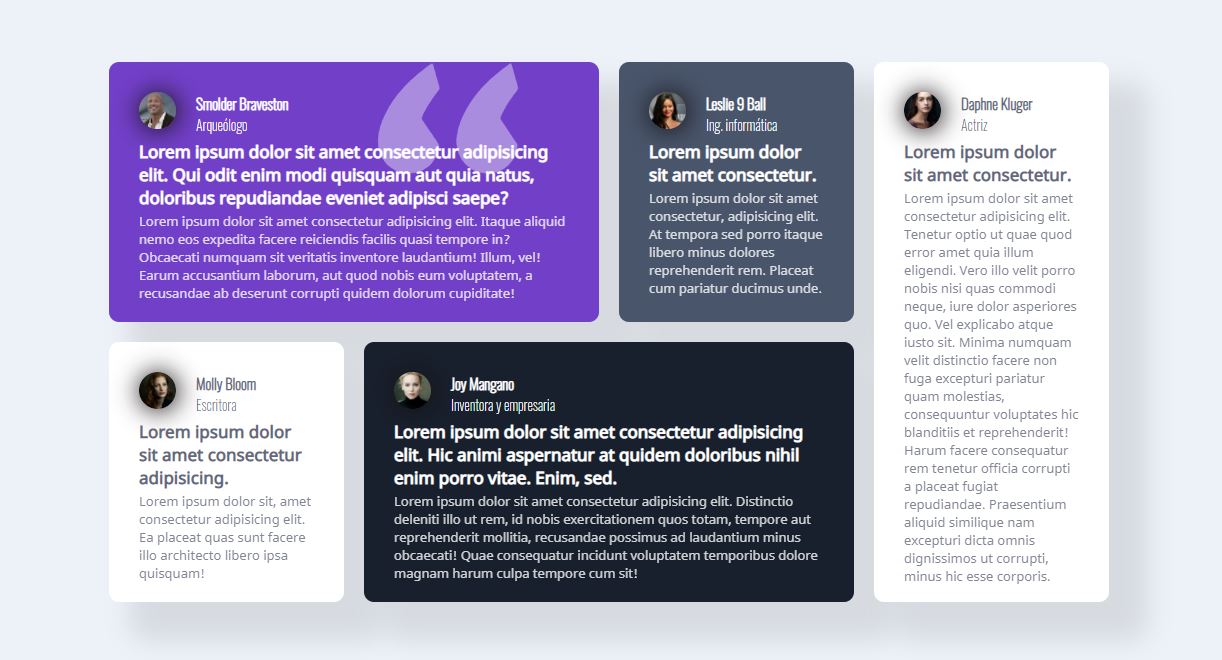 “
Smolder Braveston
Arqueólogo
Lorem ipsum dolor sit amet consectetur adipisicing
elit. Qui odit enim modi quisquam aut quia natus,
doloribus repudiandae eveniet adipisci saepe?
Lorem ipsum dolor sit amet consectetur adipisicing elit. Itaque aliquid
nemo eos expedita facere reiciendis facilis quasi tempore in?
Obcaecati numquam sit veritatis inventore laudantium! Illum, vel!
Earum accusantium laborum, aut quod nobis eum voluptatem, a
recusandae ab deserunt corrupti quidem dolorum cupiditate!
Leslie 9 Ball
Ing. informática
Lorem ipsum dolor
sit amet consectetur.
Lorem ipsum dolor sit amet
consectetur, adipisicing elit.
At tempora sed porro itaque
libero minus dolores
reprehenderit rem. Placeat
cum pariatur ducimus unde.
Daphne Kluger
Actriz
Lorem ipsum dolor
sit amet consectetur.
Lorem ipsum dolor sit amet
consectetur adipisicing elit.
Tenetur optio ut quae quod
error amet quia illum
eligendi. Vero illo velit porro
nobis nisi quas commodi
neque, iure dolor asperiores
quo. Vel explicabo atque
iusto sit. Minima numquam
velit distinctio facere non
fuga excepturi pariatur
quam molestias,
consequuntur voluptates hic
blanditiis et reprehenderit!
Harum facere consequatur
rem tenetur officia corrupti
a placeat fugiat
repudiandae. Praesentium
aliquid similique nam
excepturi dicta omnis
dignissimos ut corrupti,
minus hic esse corporis.
Molly Bloom
Escritora
Lorem ipsum dolor
sit amet consectetur
adipisicing.
Lorem ipsum dolor sit, amet
consectetur adipisicing elit.
Ea placeat quas sunt facere
illo architecto libero ipsa
quisquam!
Joy Mangano
Inventora y empresaria
Lorem ipsum dolor sit amet consectetur adipisicing
elit. Hic animi aspernatur at quidem doloribus nihil
enim porro vitae. Enim, sed.
Lorem ipsum dolor sit amet consectetur adipisicing elit. Distinctio
deleniti illo ut rem, id nobis exercitationem quos totam, tempore aut
reprehenderit mollitia, recusandae possimus ad laudantium minus
obcaecati! Quae consequatur incidunt voluptatem temporibus dolore
magnam harum culpa tempore cum sit!